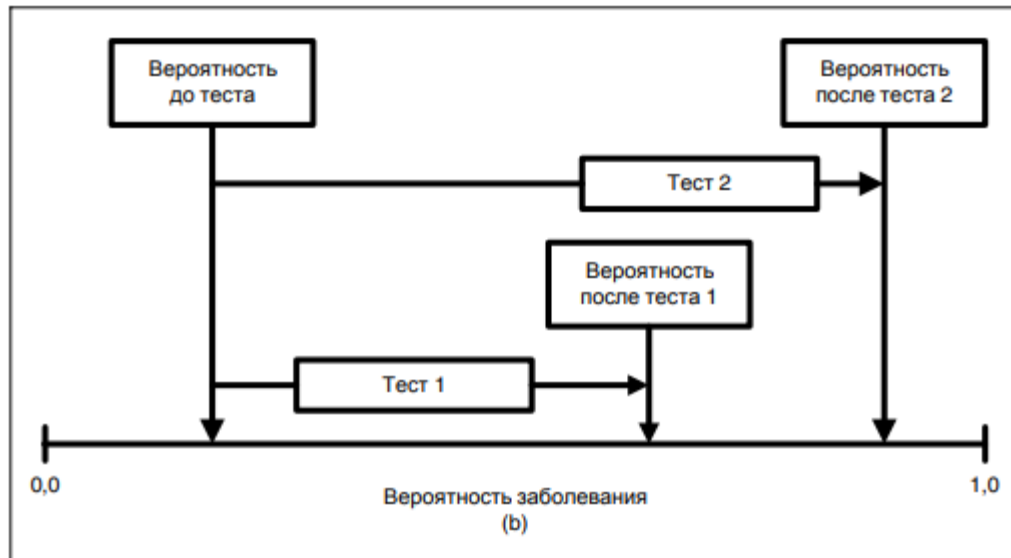 Вероятность
до теста
Вероятность
после теста 2
Тест 2
Вероятность
после теста 1
Тест 1
0,0
1,0
Вероятность заболевания
(b)